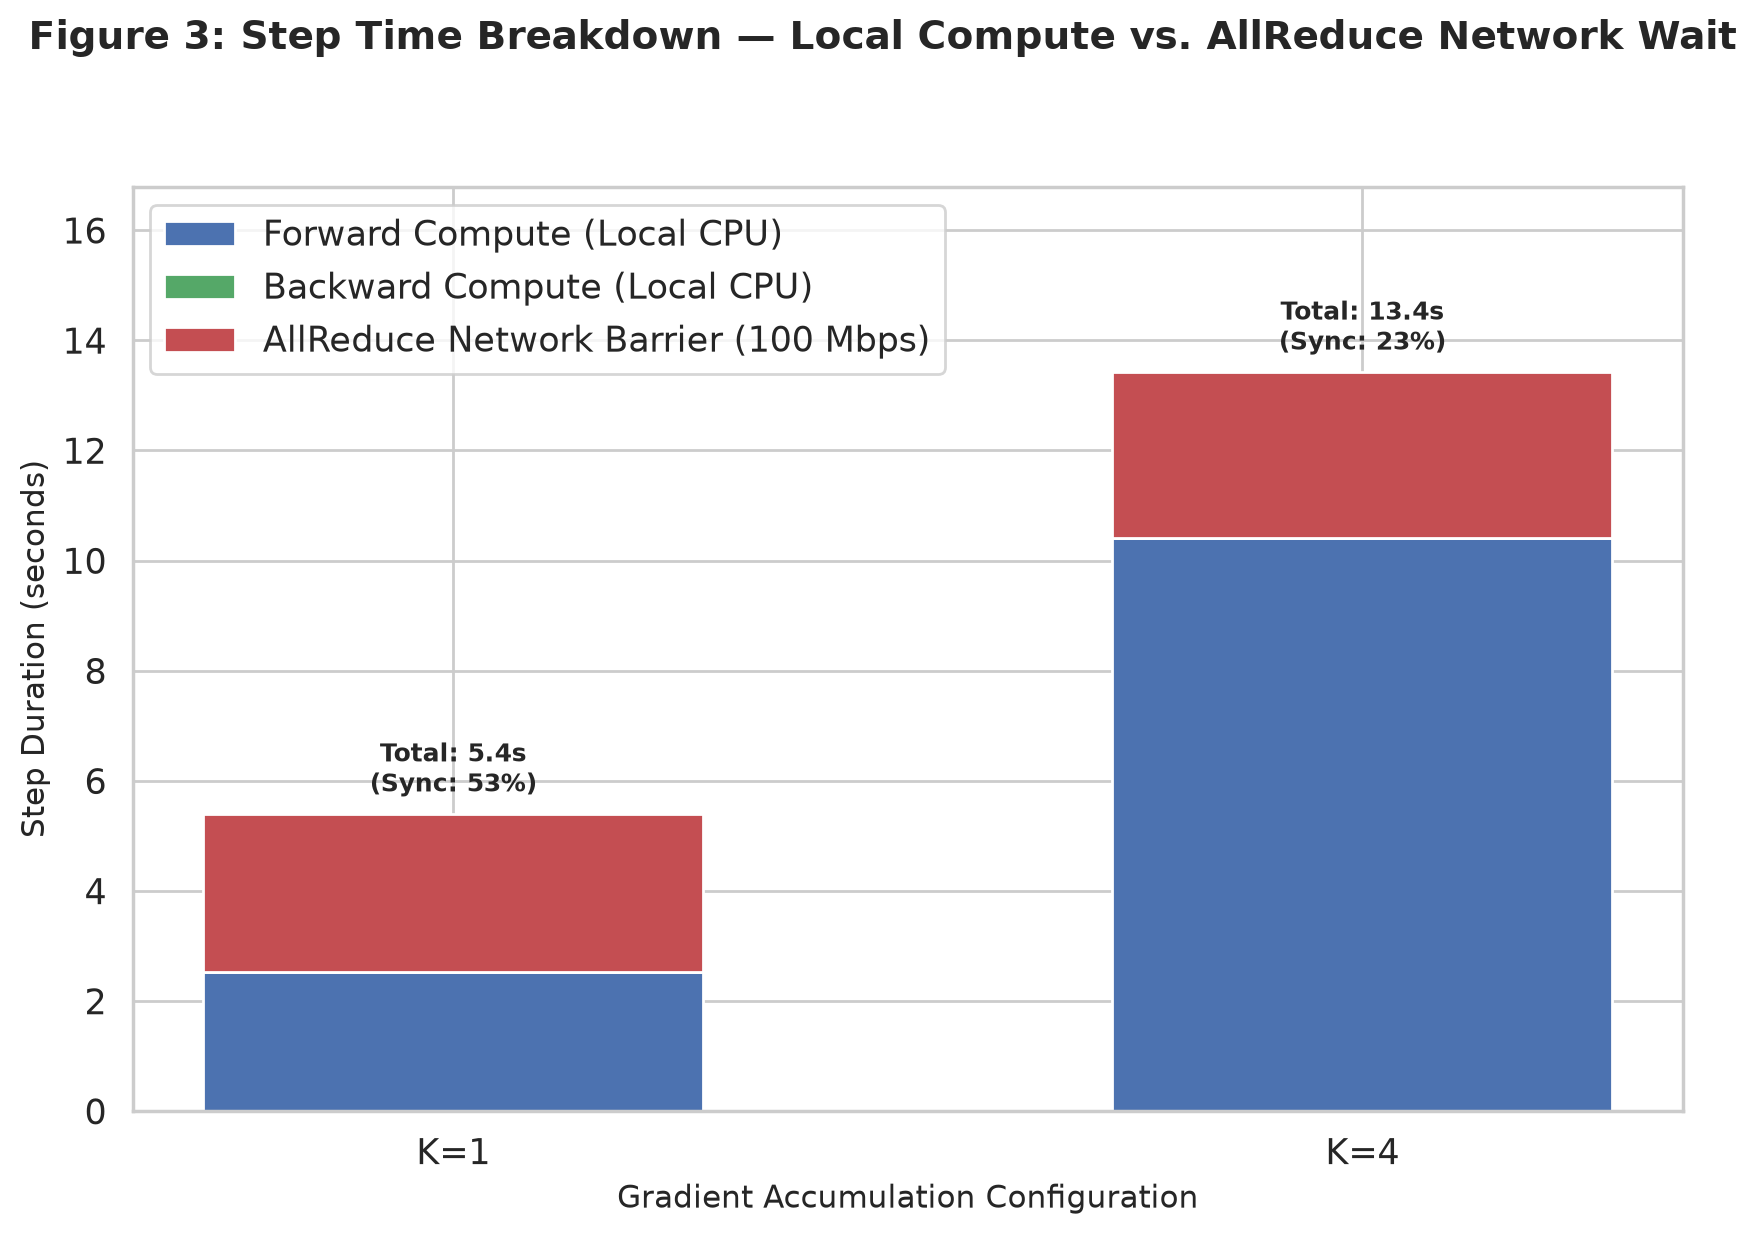 Figure 3: Step Time Breakdown — Local Compute vs. AllReduce Network Wait
Forward Compute (Local CPU)
Backward Compute (Local CPU)
AllReduce Network Barrier (100 Mbps)
Step Duration (seconds)
16
14
12
10
8
6
4
2
0
Total: 5.4s
(Sync: 53%)
Total: 13.4s
(Sync: 23%)
K=1
K=4
Gradient Accumulation Configuration